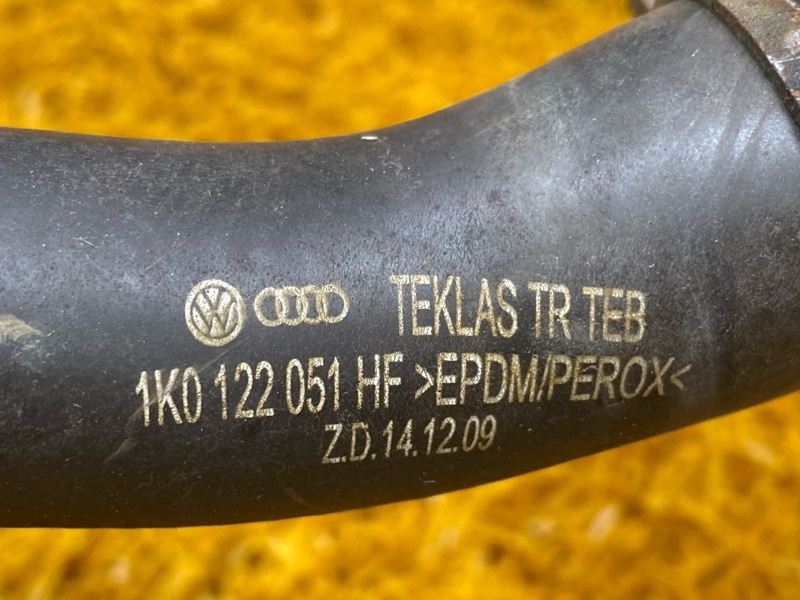 TEKLAS TR TEB
1K0 122 051 HF >EPDM/PEROX<
Z.D.14.12.09